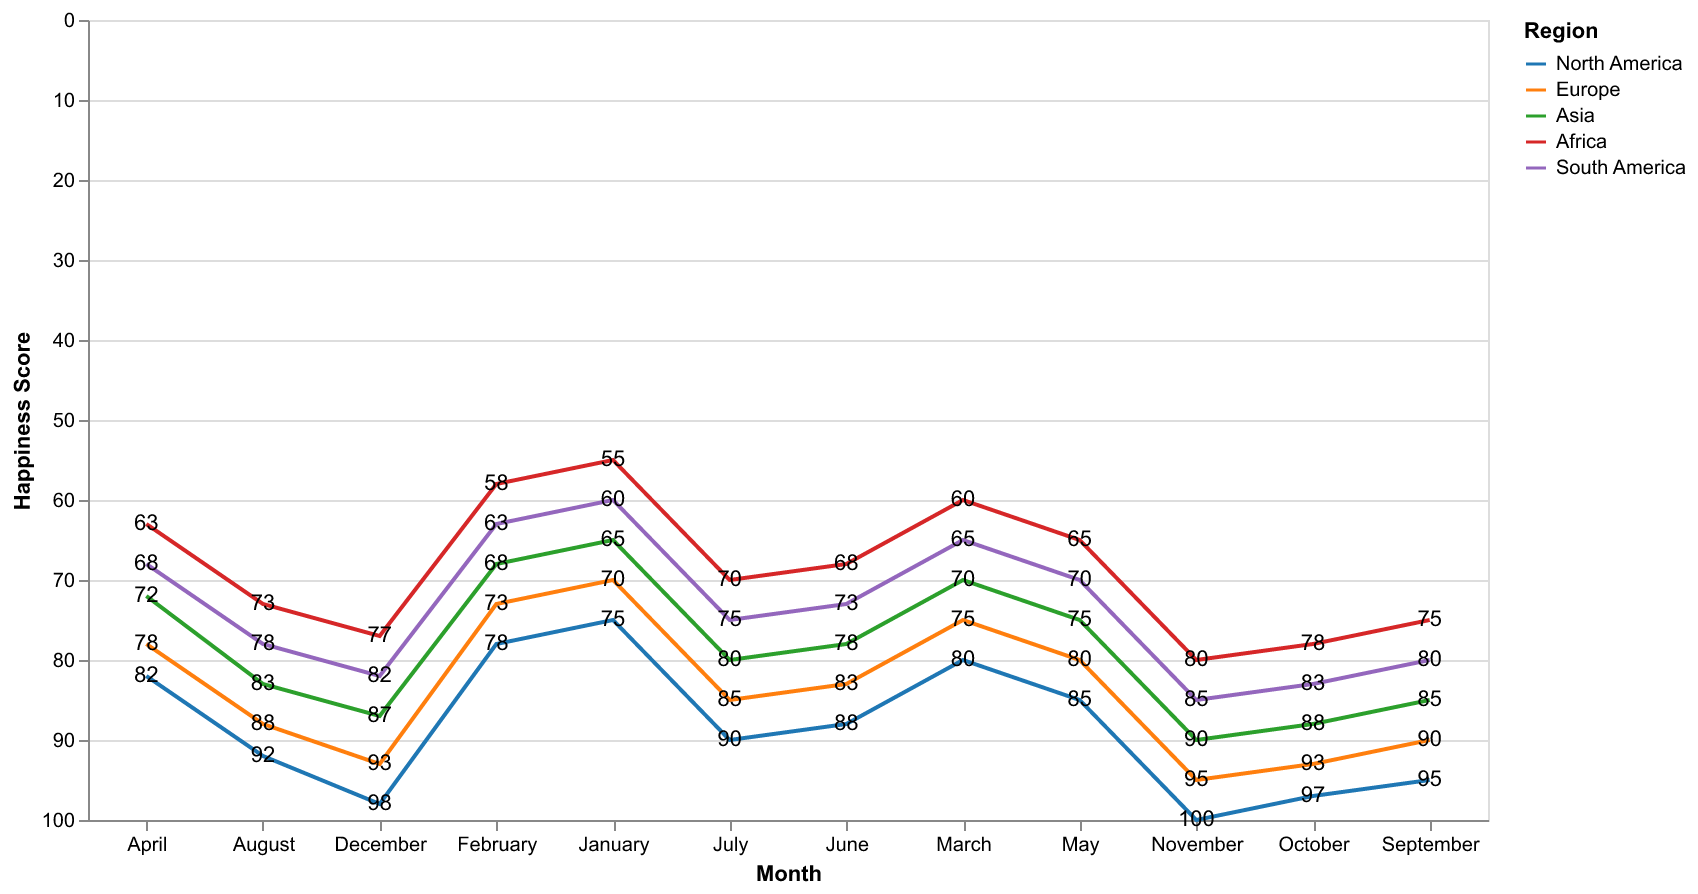 0
10
20
30
40
50
60
70
80
90
100
Happiness Score
63 68 72 78 82
73 78 83 88 92
77 82 87 93 98
58 63 68 73 78
55 60 65 70 75
70 75 80 85 90
68 73 78 83 88
60 65 70 75 80
65 70 75 80 85
80 85 90 95 100
78 83 88 93 97
75 80 85 90 95
April August December February January July June March May November October September
Month
Region
North America
Europe
Asia
Africa
South America